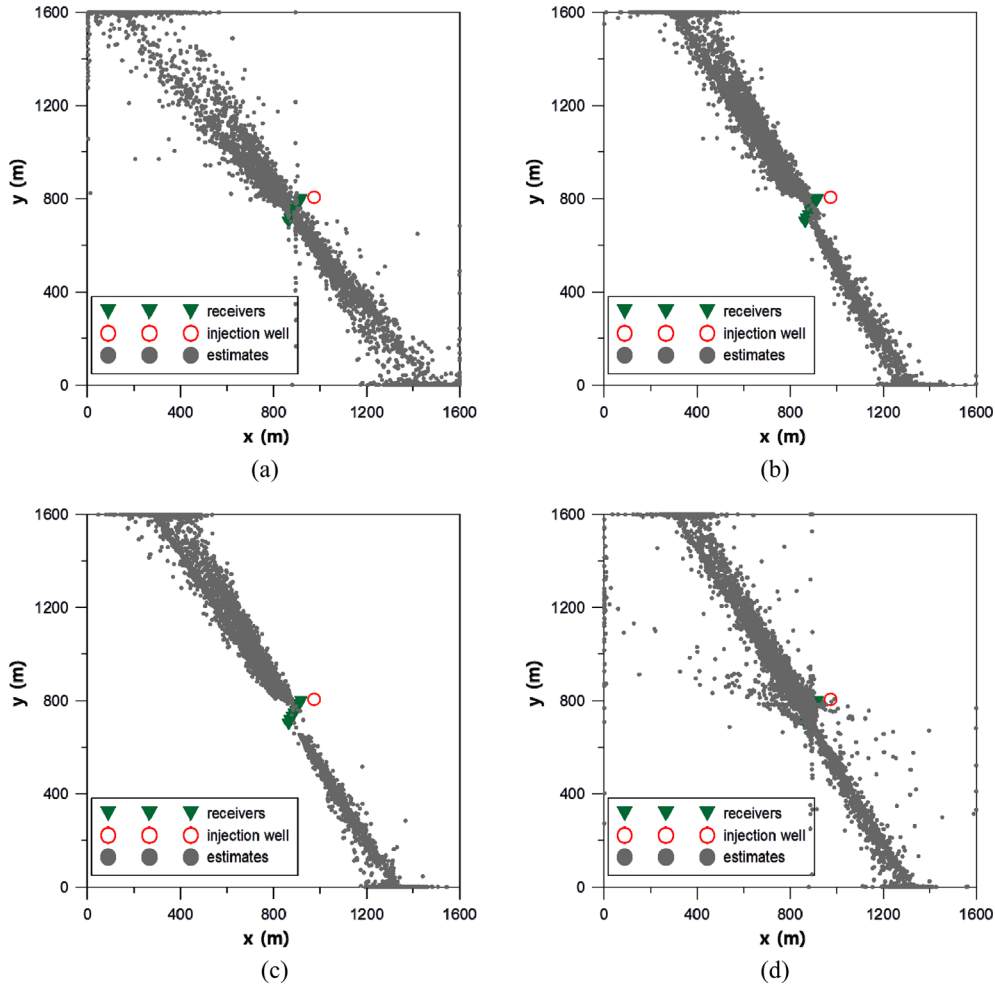 1600
1200
y (m)
800
400
receivers
injection well
estimates
0
0 400 800 1200 1600
x (m)
(a)
1600
1200
y (m)
800
400
receivers
injection well
estimates
0
0 400 800 1200 1600
x (m)
(b)
1600
1200
y (m)
800
400
receivers
injection well
estimates
0
0 400 800 1200 1600
x (m)
(c)
1600
1200
y (m)
800
400
receivers
injection well
estimates
0
0 400 800 1200 1600
x (m)
(d)